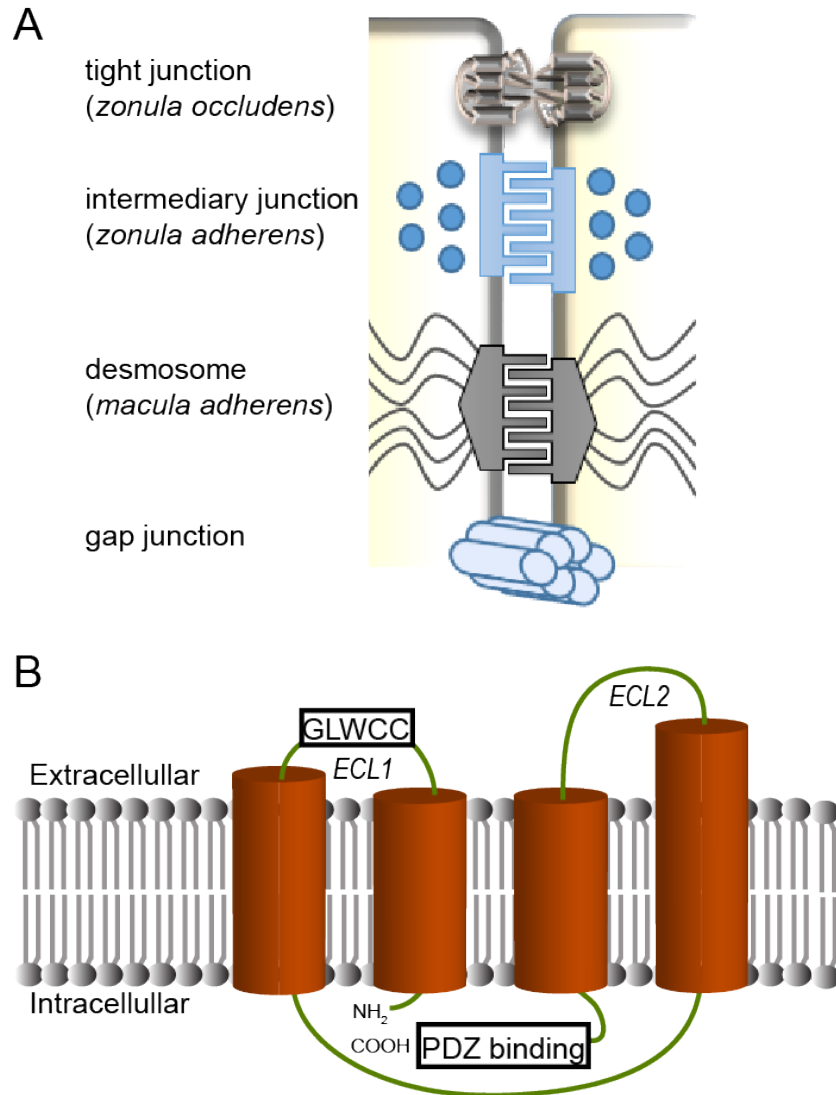 A
tight junction
(zonula occludens)
intermediary junction
(zonula adherens)
desmosome
(macula adherens)
gap junction
B
ECL2
GLWCC
ECL1
Extracellullar
Intracellullar
NH2
COOH
PDZ binding